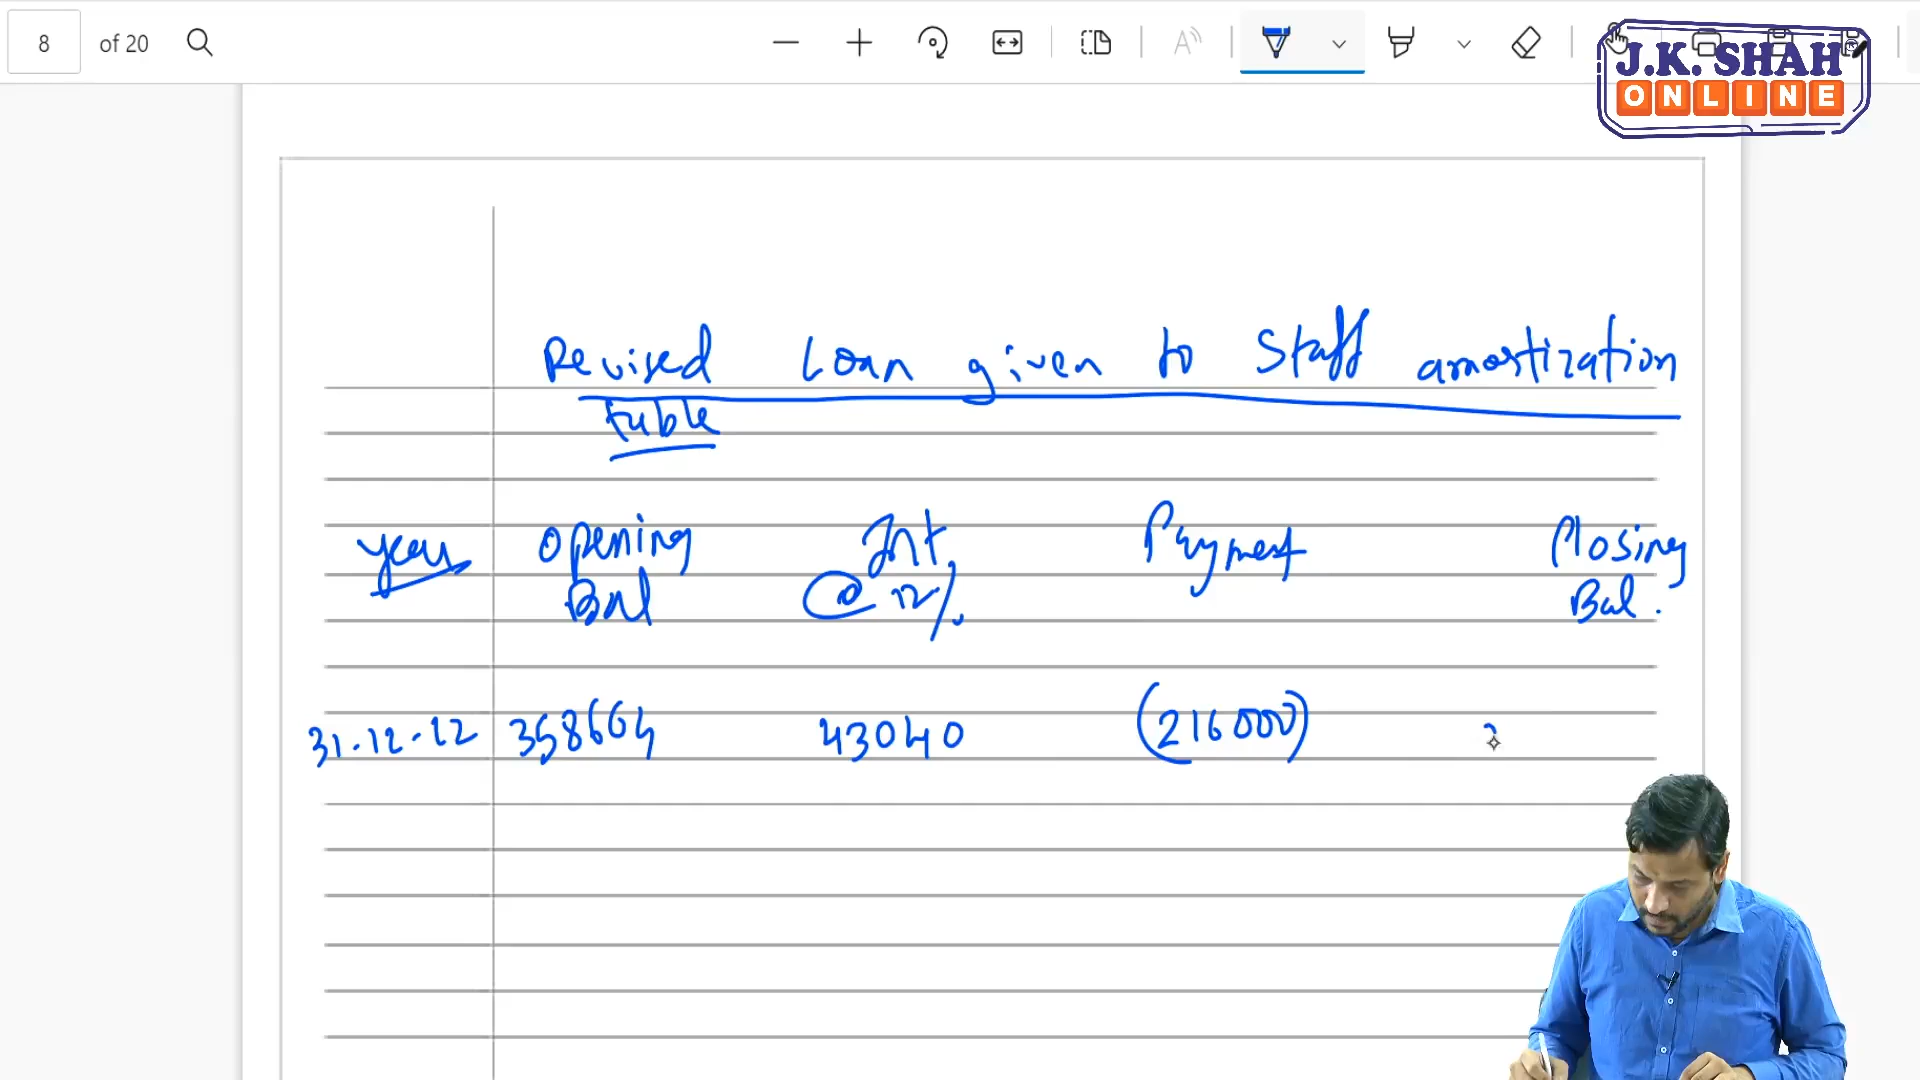 8 of 20
J.K. SHAH
ONLINE
Revised Loan given to Staff amortization
table
year Opening Bal Int @ 12% Payment Closing Bal.
31-12-22 358664 43040 (216000)